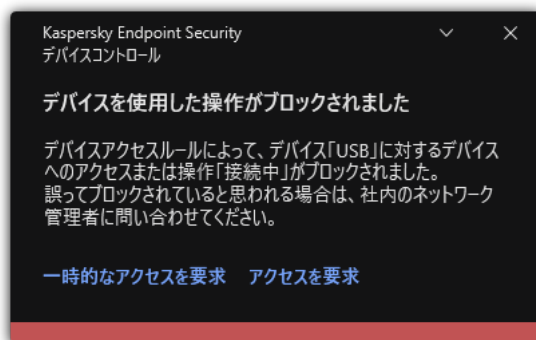 Kaspersky Endpoint Security
デバイスコントロール
デバイスを使用した操作がブロックされました
デバイスアクセスルールによって、デバイス「USB」に対するデバイス
へのアクセスまたは操作「接続中」がブロックされました。
誤ってブロックされていると思われる場合は、社内のネットワーク
管理者に問い合わせてください。
一時的なアクセスを要求 アクセスを要求